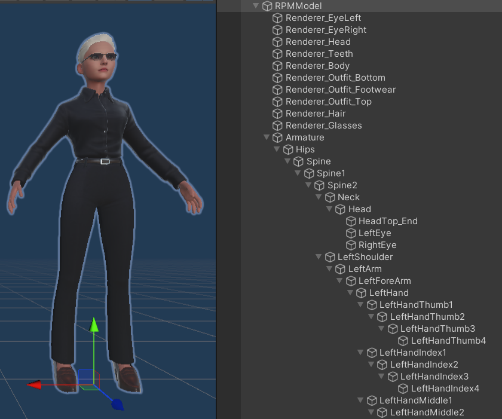 RPMModel
Renderer_EyeLeft
Renderer_EyeRight
Renderer_Head
Renderer_Teeth
Renderer_Body
Renderer_Outfit_Bottom
Renderer_Outfit_Footwear
Renderer_Outfit_Top
Renderer_Hair
Renderer_Glasses
Armature
Hips
Spine
Spine1
Spine2
Neck
Head
HeadTop_End
LeftEye
RightEye
LeftShoulder
LeftArm
LeftForeArm
LeftHand
LeftHandThumb1
LeftHandThumb2
LeftHandThumb3
LeftHandThumb4
LeftHandIndex1
LeftHandIndex2
LeftHandIndex3
LeftHandIndex4
LeftHandMiddle1
LeftHandMiddle2